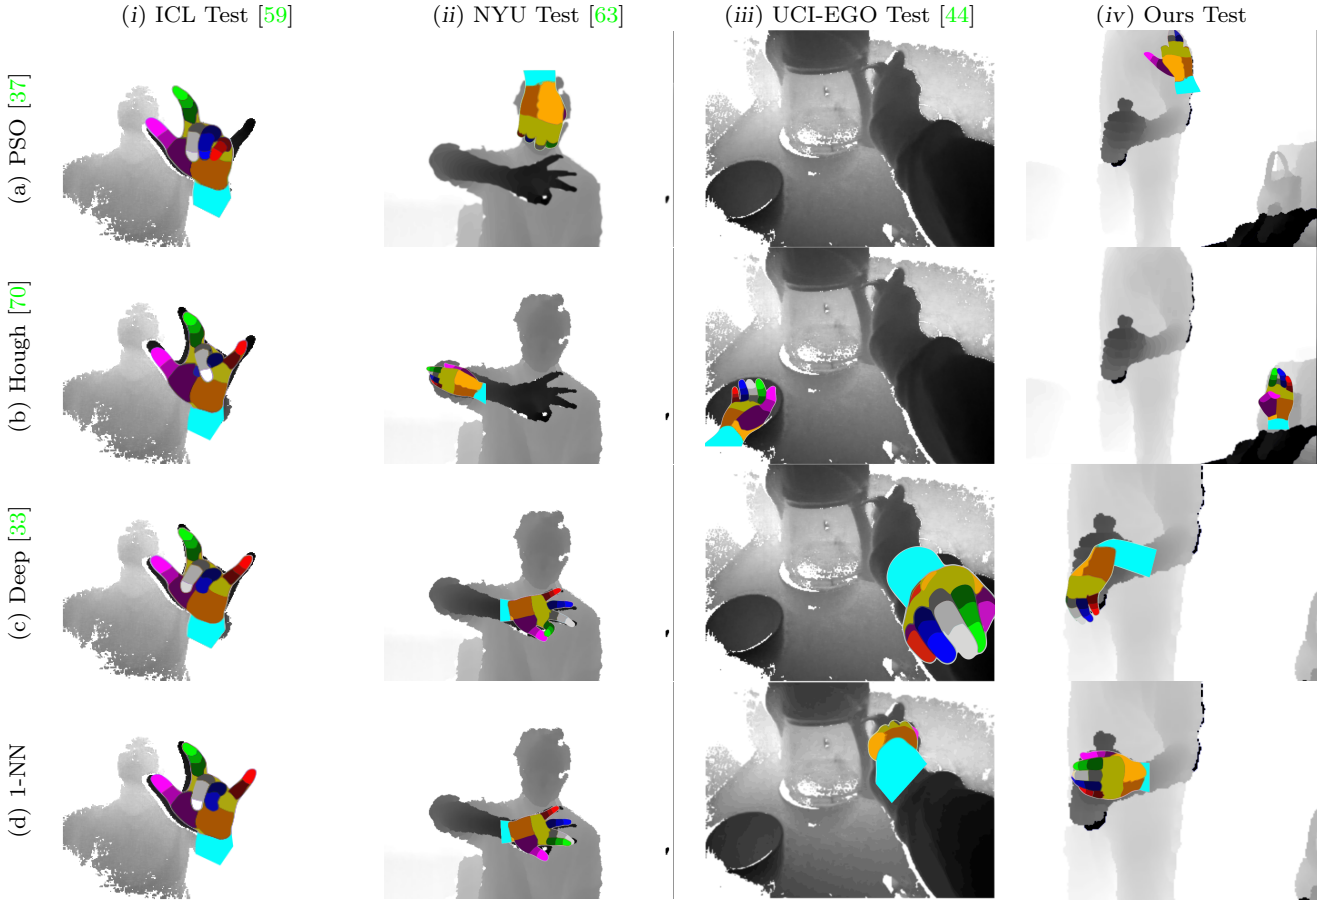 (i) ICL Test [59]
(ii) NYU Test [63]
(iii) UCI-EGO Test [44]
(iv) Ours Test
(a) PSO [37]
(b) Hough [70]
(c) Deep [33]
(d) 1-NN